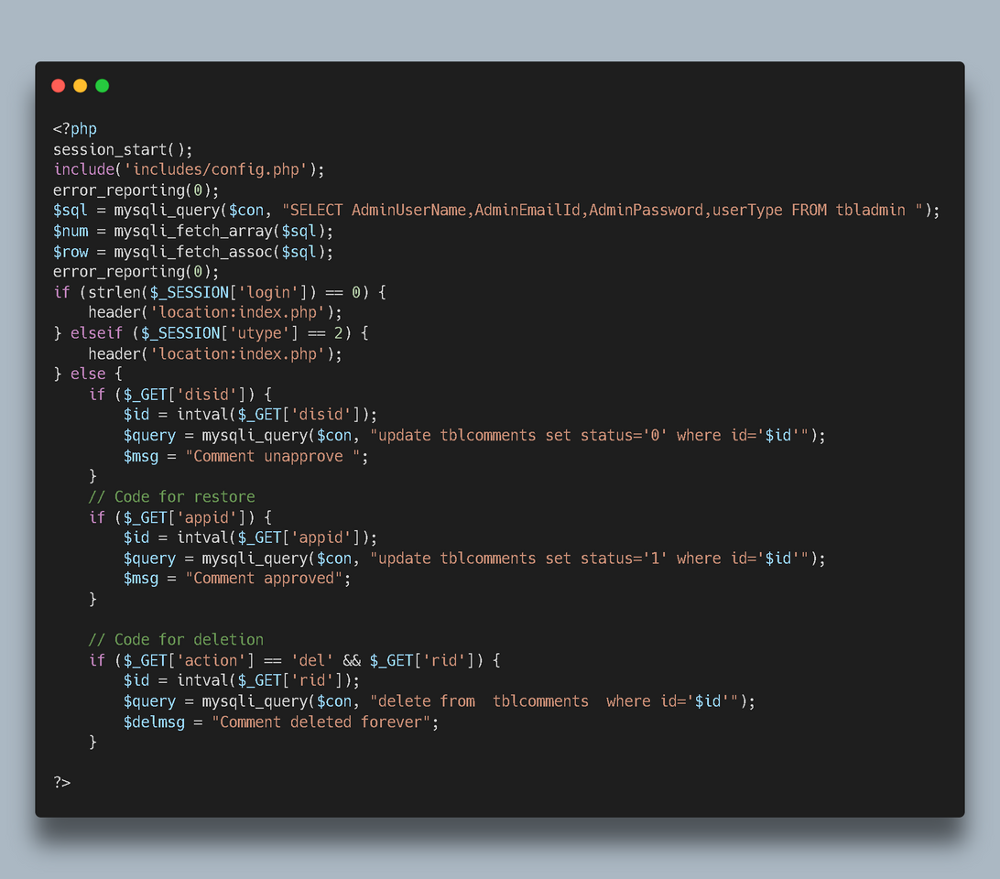 <?php
session_start();
include('includes/config.php');
error_reporting(0);
$sql = mysqli_query($con, "SELECT AdminUserName,AdminEmailId,AdminPassword,userType FROM tbladmin ");
$num = mysqli_fetch_array($sql);
$row = mysqli_fetch_assoc($sql);
error_reporting(0);
if (strlen($_SESSION['login']) == 0) {
    header('location:index.php');
} elseif ($_SESSION['utype'] == 2) {
    header('location:index.php');
} else {
    if ($_GET['disid']) {
        $id = intval($_GET['disid']);
        $query = mysqli_query($con, "update tblcomments set status='0' where id='$id'");
        $msg = "Comment unapprove ";
    }
    // Code for restore
    if ($_GET['appid']) {
        $id = intval($_GET['appid']);
        $query = mysqli_query($con, "update tblcomments set status='1' where id='$id'");
        $msg = "Comment approved";
    }

    // Code for deletion
    if ($_GET['action'] == 'del' && $_GET['rid']) {
        $id = intval($_GET['rid']);
        $query = mysqli_query($con, "delete from  tblcomments  where id='$id'");
        $delmsg = "Comment deleted forever";
    }

?>